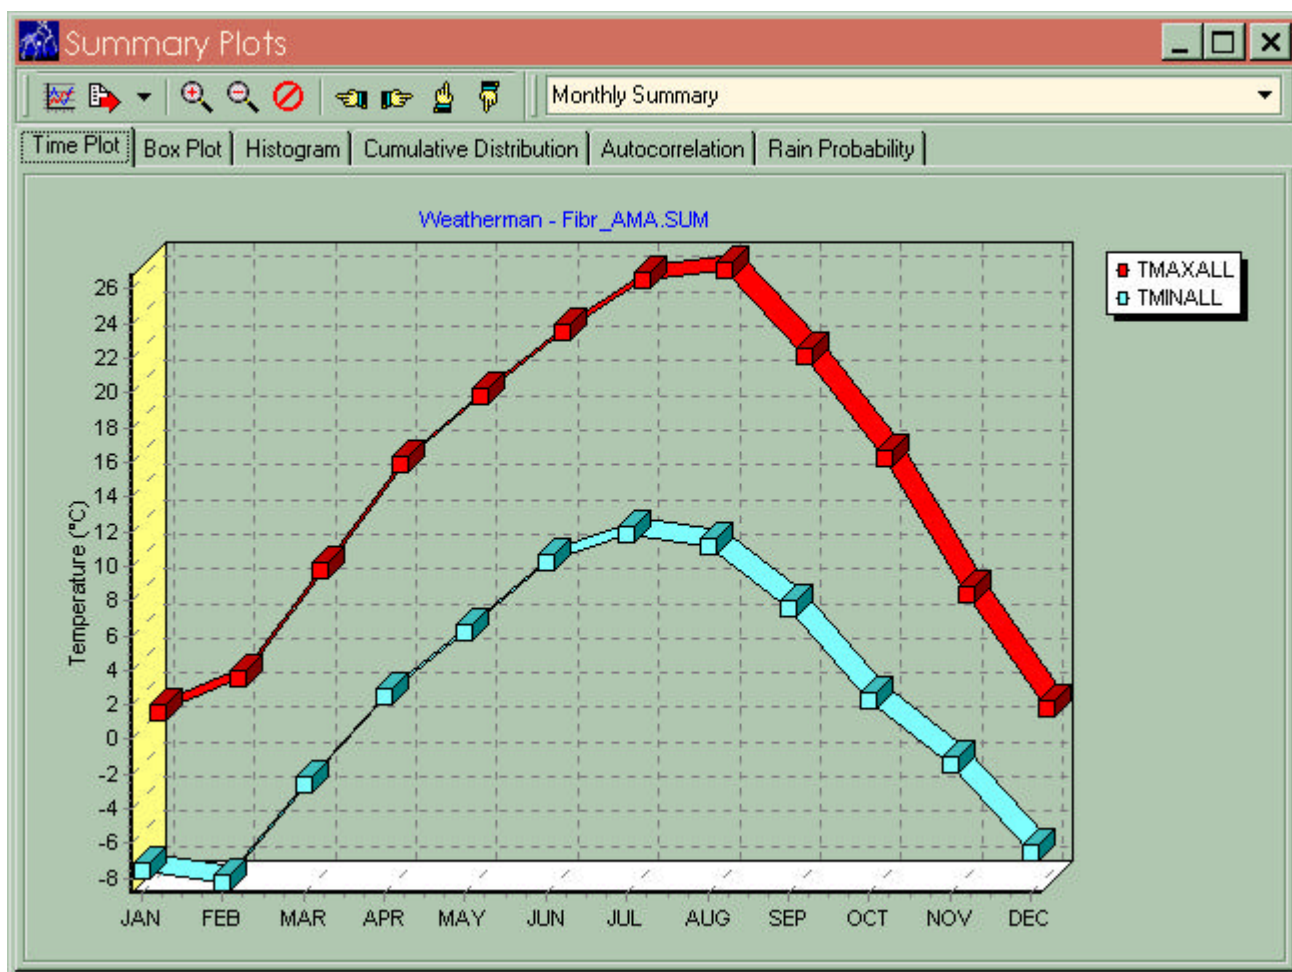 Summary Plots
Monthly Summary
Time Plot Box Plot Histogram Cumulative Distribution Autocorrelation Rain Probability
Weatherman - Fibr_AMA.SUM
TMAXALL
TMINALL
Temperature (°C)
26
24
22
20
18
16
14
12
10
8
6
4
2
0
-2
-4
-6
-8
JAN FEB MAR APR MAY JUN JUL AUG SEP OCT NOV DEC